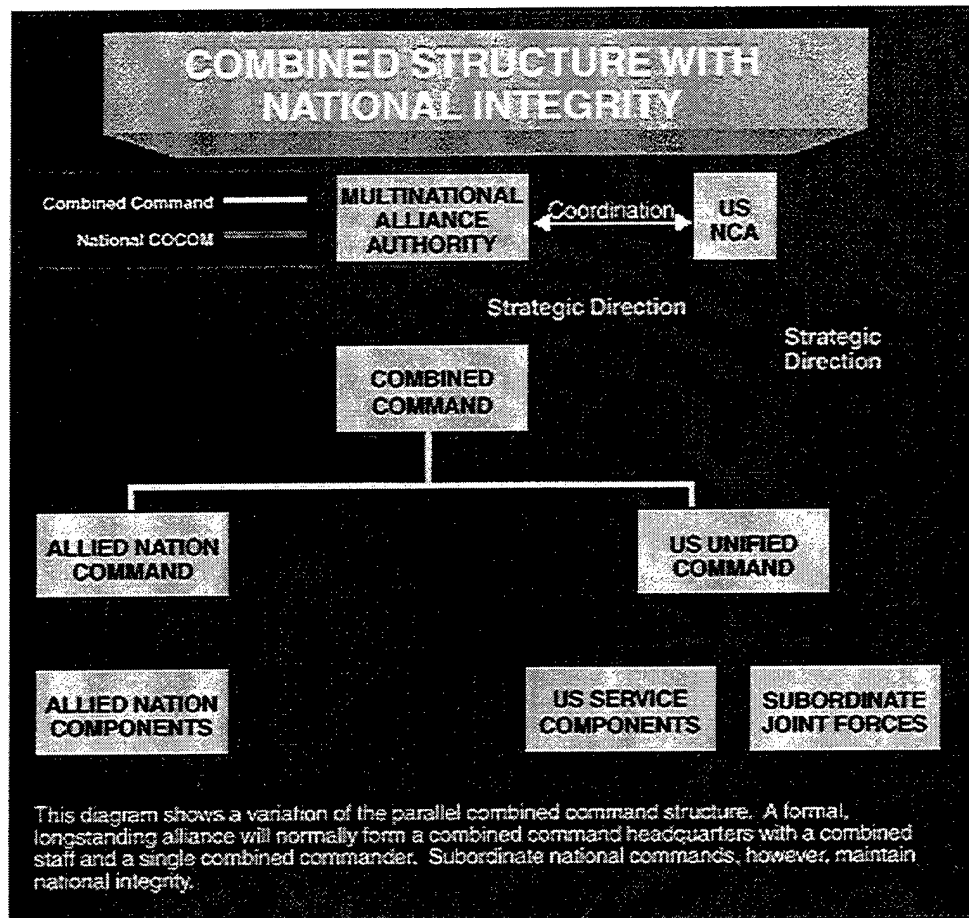 COMBINED STRUCTURE WITH
NATIONAL INTEGRITY
Combined Command
National COCOM
MULTINATIONAL
ALLIANCE
AUTHORITY
Coordination
US
NCA
Strategic Direction
Strategic
Direction
COMBINED
COMMAND
ALLIED NATION
COMMAND
US UNIFIED
COMMAND
ALLIED NATION
COMPONENTS
US SERVICE
COMPONENTS
SUBORDINATE
JOINT FORCES
This diagram shows a variation of the parallel combined command structure. A formal,
longstanding alliance will normally form a combined command headquarters with a combined
staff and a single combined commander. Subordinate national commands, however, maintain
national integrity.